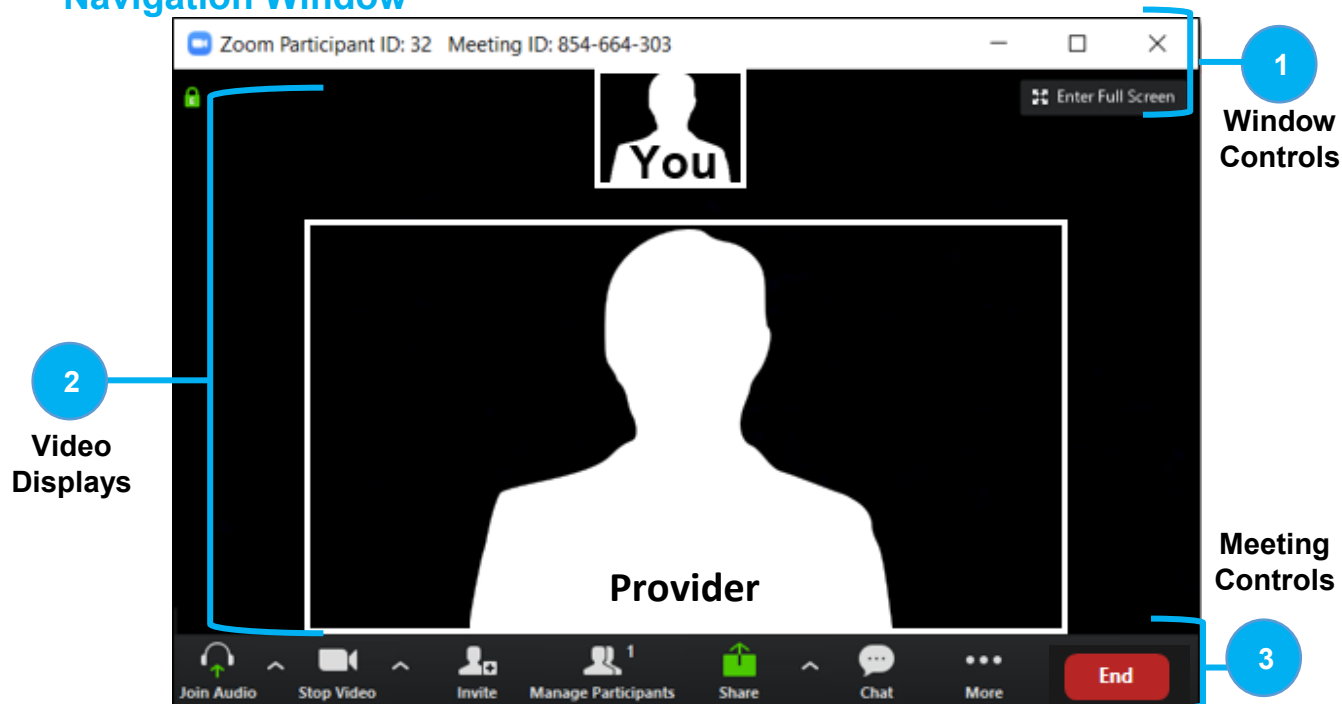 Navigation Window
Zoom Participant ID: 32 Meeting ID: 854-664-303
Enter Full Screen
1
Window
Controls
You
2
Video
Displays
Provider
Meeting
Controls
3
1
Join Audio
Stop Video
Invite
Manage Participants
Share
Chat
More
End